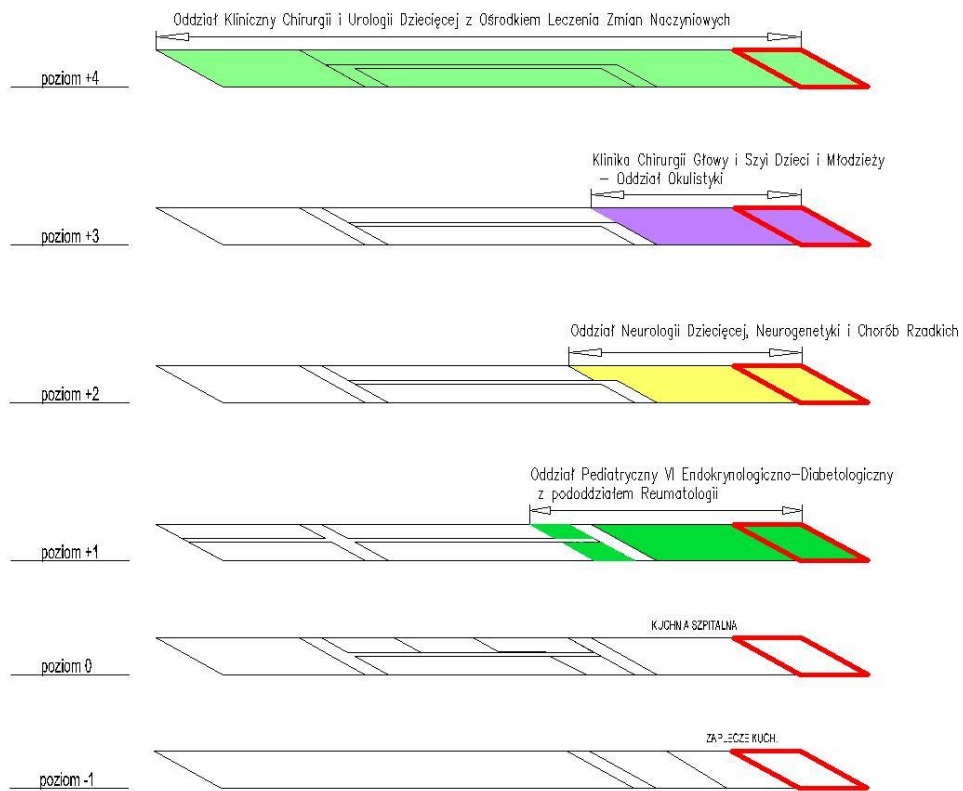 Oddział Kliniczny Chirurgii i Urologii Dziecięcej z Ośrodkiem Leczenia Zmian Naczyniowych
poziom +4
Klinika Chirurgii Głowy i Szyi Dzieci i Młodzieży
– Oddział Okulistyki
poziom +3
Oddział Neurologii Dziecięcej, Neurogenetyki i Chorób Rzadkich
poziom +2
Oddział Pediatryczny VI Endokrynologiczno–Diabetologiczny
z pododdziałem Reumatologii
poziom +1
KUCHNIA SZPITALNA
poziom 0
ZAPLECZE KUCH.
poziom -1